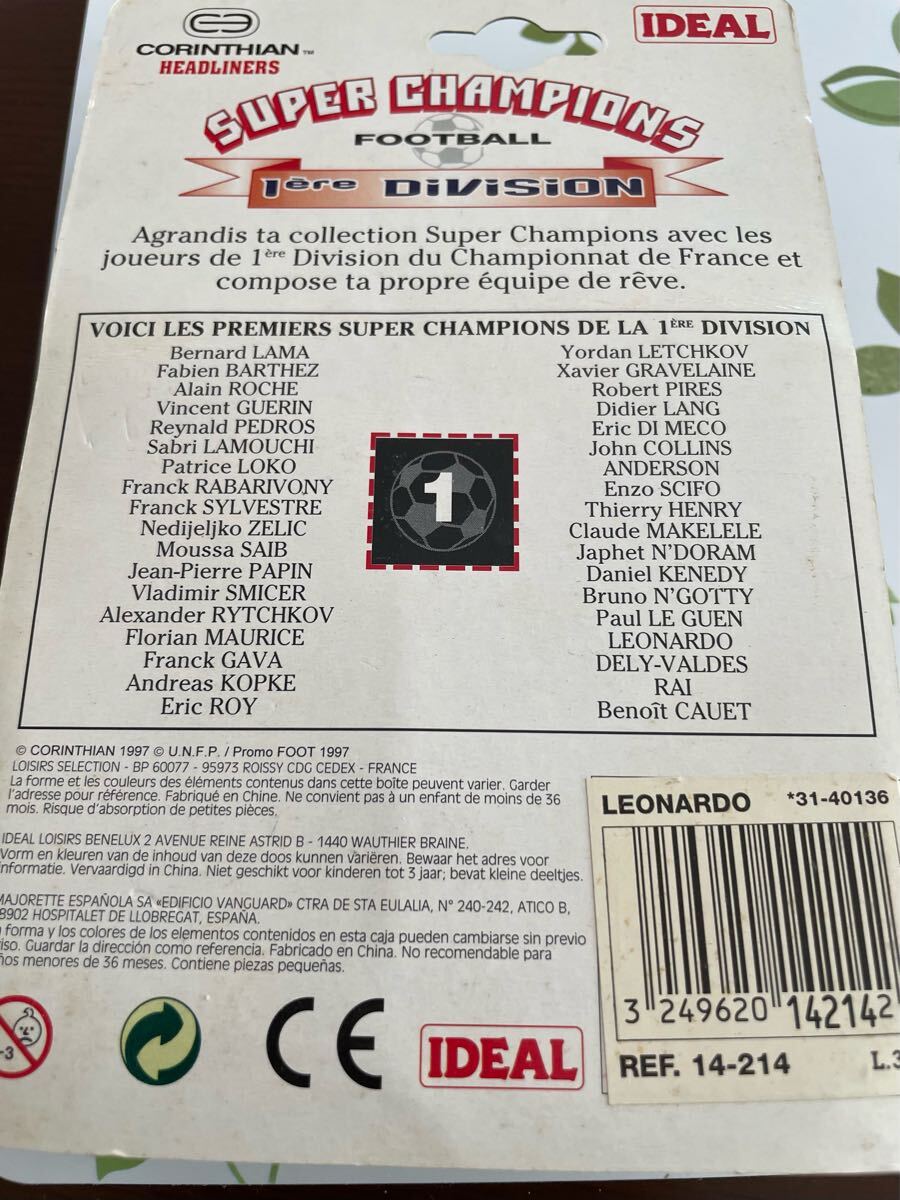 CORINTHIAN™
HEADLINERS
IDEAL
SUPER CHAMPIONS
FOOTBALL
1ère DIVISION
Agrandis ta collection Super Champions avec les
joueurs de 1ère Division du Championnat de France et
compose ta propre équipe de rêve.
VOICI LES PREMIERS SUPER CHAMPIONS DE LA 1ÈRE DIVISION
Bernard LAMA
Fabien BARTHEZ
Alain ROCHE
Vincent GUERIN
Reynald PEDROS
Sabri LAMOUCHI
Patrice LOKO
Franck RABARIVONY
Franck SYLVESTRE
Nedijeljko ZELIC
Moussa SAIB
Jean-Pierre PAPIN
Vladimir SMICER
Alexander RYTCHKOV
Florian MAURICE
Franck GAVA
Andreas KOPKE
Eric ROY
1
Yordan LETCHKOV
Xavier GRAVELAINE
Robert PIRES
Didier LANG
Eric DI MECO
John COLLINS
ANDERSON
Enzo SCIFO
Thierry HENRY
Claude MAKELELE
Japhet N'DORAM
Daniel KENEDY
Bruno N'GOTTY
Paul LE GUEN
LEONARDO
DELY-VALDES
RAI
Benoît CAUET
© CORINTHIAN 1997 © U.N.F.P. / Promo FOOT 1997
LOISIRS SELECTION - BP 60077 - 95973 ROISSY CDG CEDEX - FRANCE
La forme et les couleurs des éléments contenus dans cette boîte peuvent varier. Garder
l'adresse pour référence. Fabriqué en Chine. Ne convient pas à un enfant de moins de 36
mois. Risque d'absorption de petites pièces.
IDEAL LOISIRS BENELUX 2 AVENUE REINE ASTRID B - 1440 WAUTHIER BRAINE.
Vorm en kleuren van de inhoud van deze doos kunnen variëren. Bewaar het adres voor
informatie. Vervaardigd in China. Niet geschikt voor kinderen tot 3 jaar; bevat kleine deeltjes.
MAJORETTE ESPAÑOLA SA «EDIFICIO VANGUARD» CTRA DE STA EULALIA, N° 240-242, ATICO B,
8902 HOSPITALET DE LLOBREGAT, ESPAÑA.
forma y los colores de los elementos contenidos en esta caja pueden cambiarse sin previo
iso. Guardar la dirección como referencia. Fabricado en China. No recomendable para
ños menores de 36 meses. Contiene piezas pequeñas.
-3
CE
IDEAL
LEONARDO *31-40136
3 249620 142142
REF. 14-214 L.3